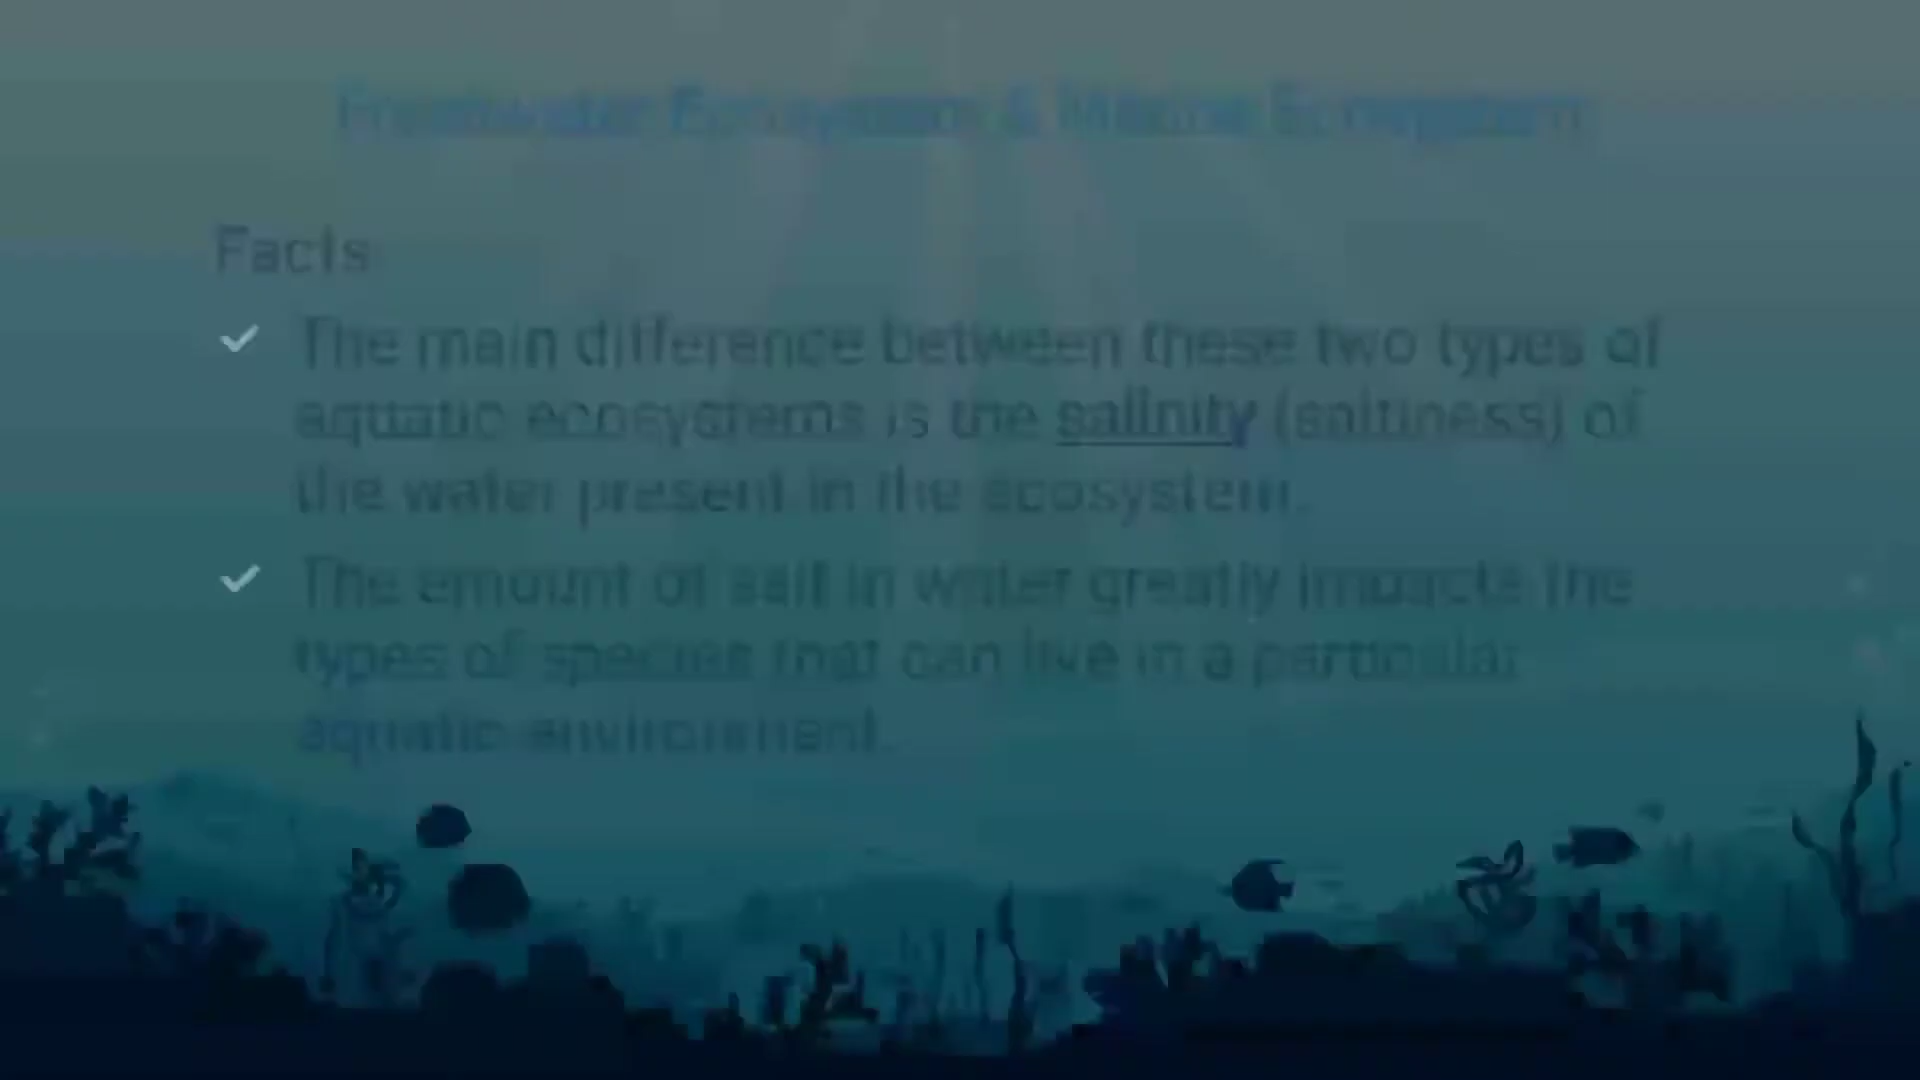 Freshwater Ecosystem & Marine Ecosystem
Facts
The main difference between these two types of
aquatic ecosystems is the salinity (saltiness) of
the water present in the ecosystem.
The amount of salt in water greatly impacts the
types of species that can live in a particular
aquatic environment.